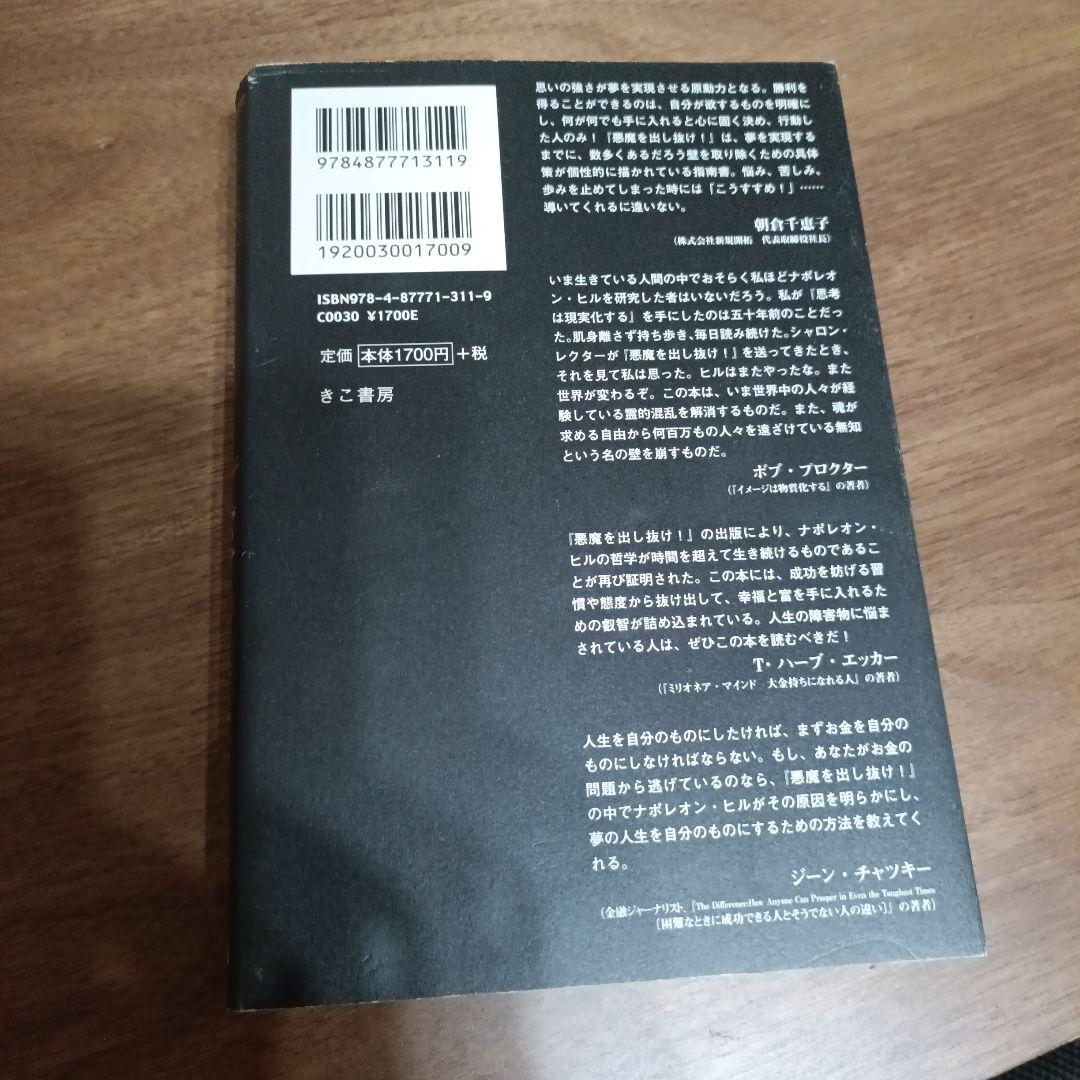 9784877713119
1920030017009
ISBN978-4-87771-311-9
C0030 ¥1700E
定価 本体1700円 +税
きこ書房
思いの強さが夢を実現させる原動力となる。勝利を
得ることができるのは、自分が欲するものを明確に
し、何が何でも手に入れると心に固く決め、行動し
た人のみ！『悪魔を出し抜け！』は、夢を実現する
までに、数多くあるだろう壁を取り除くための具体
策が個性的に描かれている指南書。悩み、苦しみ、
歩みを止めてしまった時には『こうすすめ！』……
導いてくれるに違いない。
朝倉千恵子
（株式会社新規開拓 代表取締役社長）
いま生きている人間の中でおそらく私ほどナポレオ
ン・ヒルを研究した者はいないだろう。私が『思考
は現実化する』を手にしたのは五十年前のことだっ
た。肌身離さず持ち歩き、毎日読み続けた。シャロン・
レクターが『悪魔を出し抜け！』を送ってきたとき、
それを見て私は思った。ヒルはまたやったな。また
世界が変わるぞ。この本は、いま世界中の人々が経
験している霊的混乱を解消するものだ。また、魂が
求める自由から何百万もの人々を遠ざけている無知
という名の壁を崩すものだ。
ボブ・プロクター
（『イメージは物質化する』の著者）
『悪魔を出し抜け！』の出版により、ナポレオン・
ヒルの哲学が時間を超えて生き続けるものであるこ
とが再び証明された。この本には、成功を妨げる習
慣や態度から抜け出して、幸福と富を手に入れるた
めの叡智が詰め込まれている。人生の障害物に悩ま
されている人は、ぜひこの本を読むべきだ！
T・ハーブ・エッカー
（『ミリオネア・マインド 大金持ちになれる人』の著者）
人生を自分のものにしたければ、まずお金を自分の
ものにしなければならない。もし、あなたがお金の
問題から逃げているのなら、『悪魔を出し抜け！』
の中でナポレオン・ヒルがその原因を明らかにし、
夢の人生を自分のものにするための方法を教えてく
れる。
ジーン・チャツキー
（金融ジャーナリスト、『The Difference:How Anyone Can Prosper in Even the Toughest Times
［困難なときに成功できる人とそうでない人の違い］』の著者）